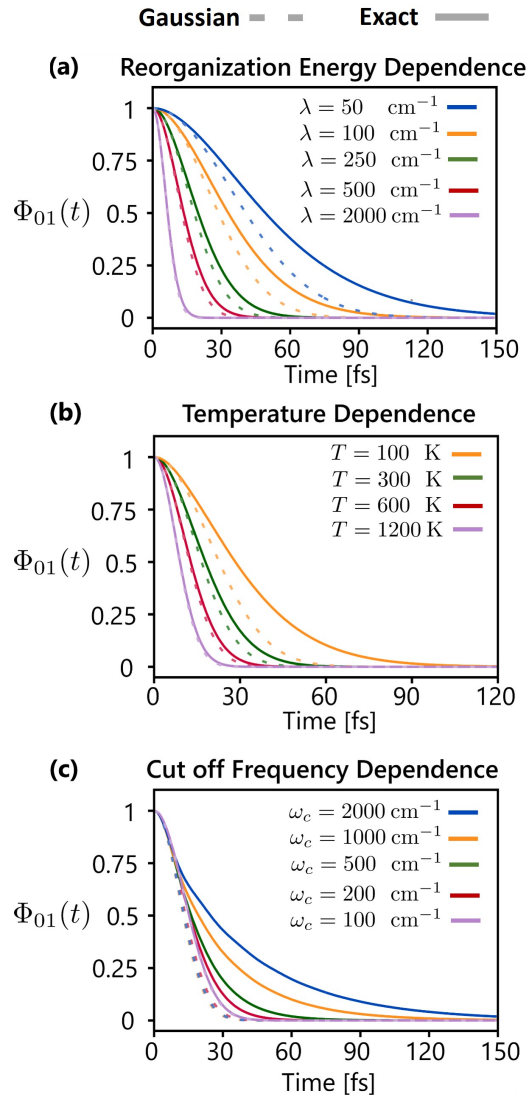 Gaussian Exact
(a) Reorganization Energy Dependence
λ = 50 cm⁻¹
λ = 100 cm⁻¹
λ = 250 cm⁻¹
λ = 500 cm⁻¹
λ = 2000 cm⁻¹
Φ₀₁(t)
1
0.75
0.5
0.25
0
0 30 60 90 120 150
Time [fs]
(b) Temperature Dependence
T = 100 K
T = 300 K
T = 600 K
T = 1200 K
Φ₀₁(t)
1
0.75
0.5
0.25
0
0 30 60 90 120
Time [fs]
(c) Cut off Frequency Dependence
ω_c = 2000 cm⁻¹
ω_c = 1000 cm⁻¹
ω_c = 500 cm⁻¹
ω_c = 200 cm⁻¹
ω_c = 100 cm⁻¹
Φ₀₁(t)
1
0.75
0.5
0.25
0
0 30 60 90 120 150
Time [fs]